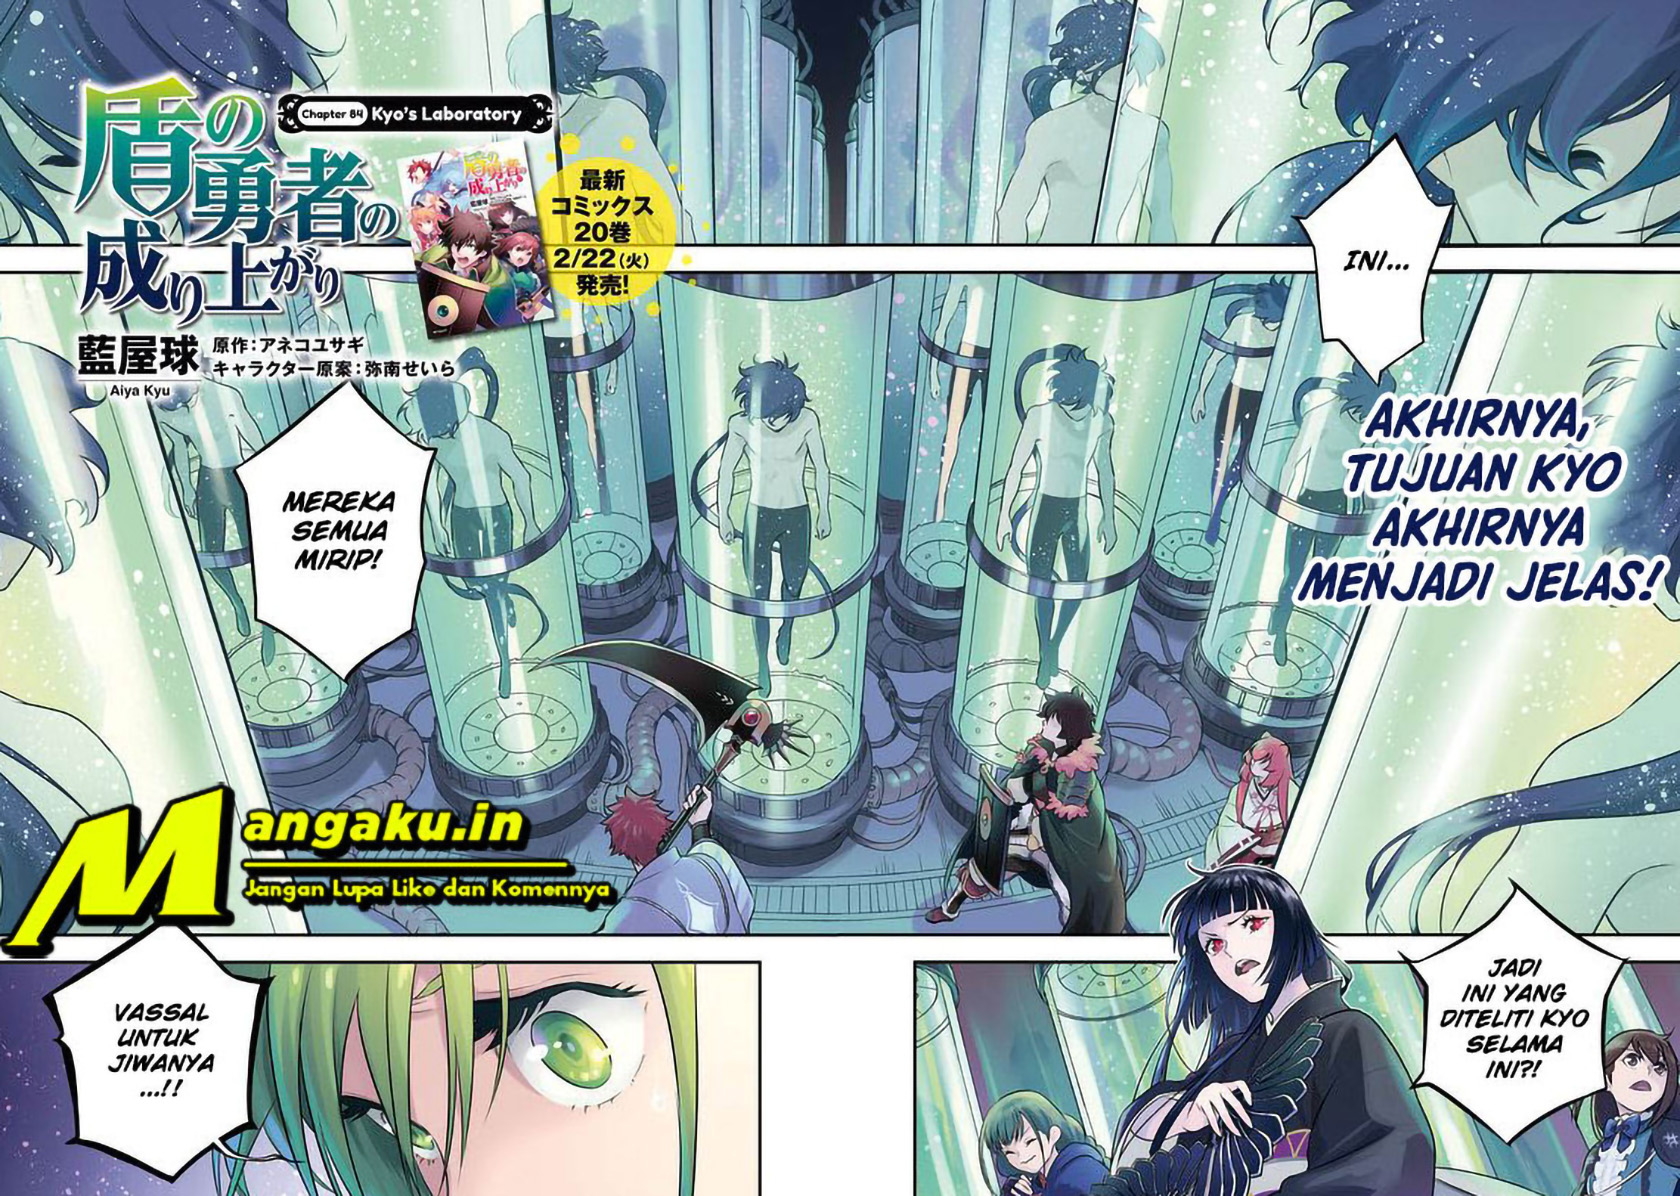 盾の勇者の
成り上がり
Chapter 84 Kyo's Laboratory
最新
コミックス
20巻
2/22(火)
発売!
藍屋球
Aiya Kyu
原作：アネコユサギ
キャラクター原案：弥南せいら
INI...
AKHIRNYA,
TUJUAN KYO
AKHIRNYA
MENJADI JELAS!
MEREKA
SEMUA
MIRIP!
Mangaku.in
Jangan Lupa Like dan Komennya
VASSAL
UNTUK
JIWANYA
...!!
JADI
INI YANG
DITELITI KYO
SELAMA
INI?!